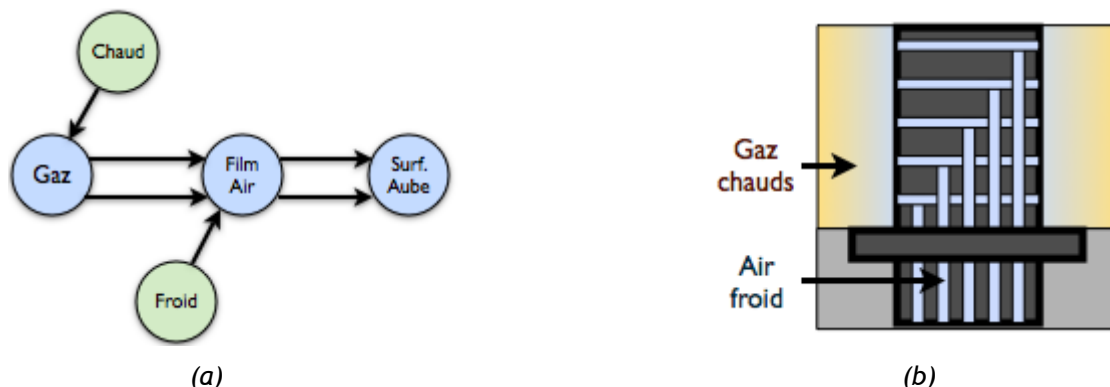 Chaud
Gaz
Film
Air
Surf.
Aube
Froid
(a)
Gaz
chauds
Air
froid
(b)